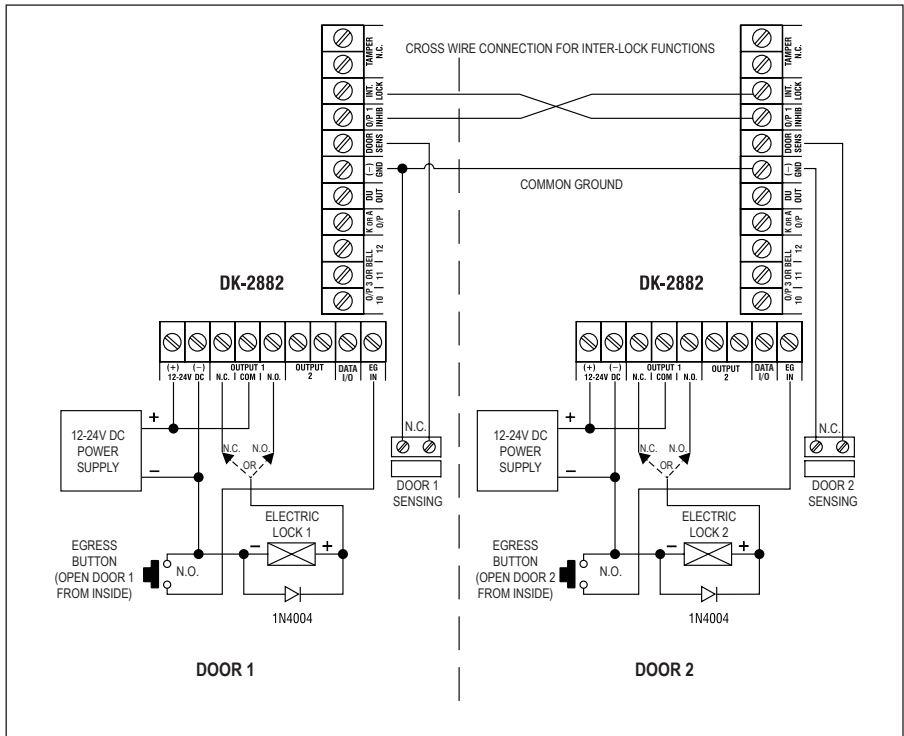 CROSS WIRE CONNECTION FOR INTER-LOCK FUNCTIONS
TAMPER
N.C.
INT.
LOCK
O/P 1
INHIB
DOOR
SENS
(–)
GND
DU
OUT
K OR A
O/P
O/P 3 OR BELL
10 | 11 | 12
TAMPER
N.C.
INT.
LOCK
O/P 1
INHIB
DOOR
SENS
(–)
GND
DU
OUT
K OR A
O/P
O/P 3 OR BELL
10 | 11 | 12
COMMON GROUND
DK-2882
(+) (–)
12-24V DC
OUTPUT 1
N.C. | COM | N.O.
OUTPUT
2
DATA
I/O
EG
IN
+
12-24V DC
POWER
SUPPLY
–
N.C. N.O.
OR
N.C.
DOOR 1
SENSING
ELECTRIC
LOCK 1
– +
EGRESS
BUTTON
(OPEN DOOR 1
FROM INSIDE)
N.O.
1N4004
DOOR 1
DK-2882
(+) (–)
12-24V DC
OUTPUT 1
N.C. | COM | N.O.
OUTPUT
2
DATA
I/O
EG
IN
+
12-24V DC
POWER
SUPPLY
–
N.C. N.O.
OR
N.C.
DOOR 2
SENSING
ELECTRIC
LOCK 2
– +
EGRESS
BUTTON
(OPEN DOOR 2
FROM INSIDE)
N.O.
1N4004
DOOR 2